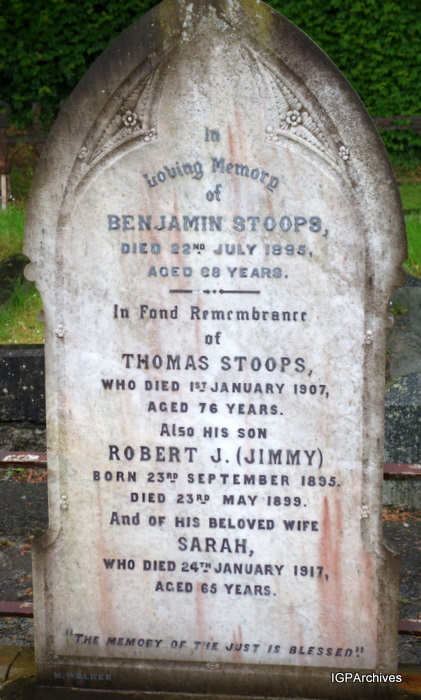 In
Loving Memory
of
BENJAMIN STOOPS,
DIED 22ND JULY 1895,
AGED 68 YEARS.
In Fond Remembrance
of
THOMAS STOOPS,
WHO DIED 1ST JANUARY 1907,
AGED 76 YEARS.
Also HIS SON
ROBERT J. (JIMMY)
BORN 23RD SEPTEMBER 1895.
DIED 23RD MAY 1899.
And OF HIS BELOVED WIFE
SARAH,
WHO DIED 24TH JANUARY 1917,
AGED 65 YEARS.
"THE MEMORY OF THE JUST IS BLESSED."
H. WALKER
IGPArchives